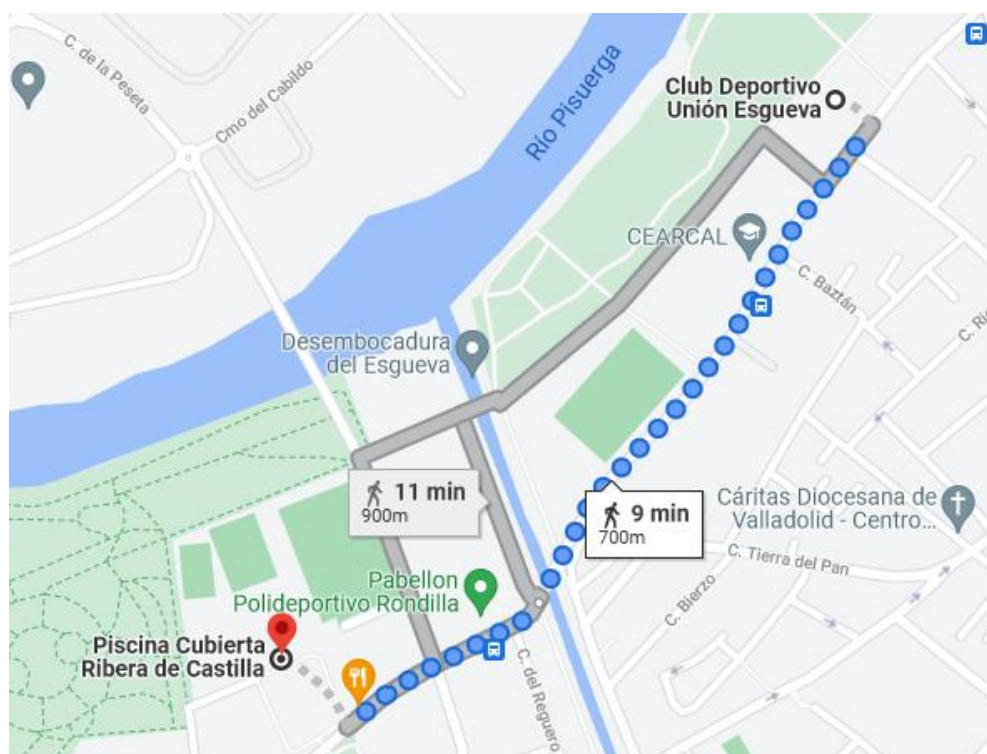 C. de la Peseta
Cmo del Cabildo
Río Pisuerga
Club Deportivo
Unión Esgueva
CEARCAL
C. Baztán
C. Rio
Desembocadura
del Esgueva
11 min
900m
9 min
700m
Cáritas Diocesana de
Valladolid - Centro...
C. Tierra del Pan
C. Bierzo
Pabellon
Polideportivo Rondilla
Piscina Cubierta
Ribera de Castilla
C. del Reguero